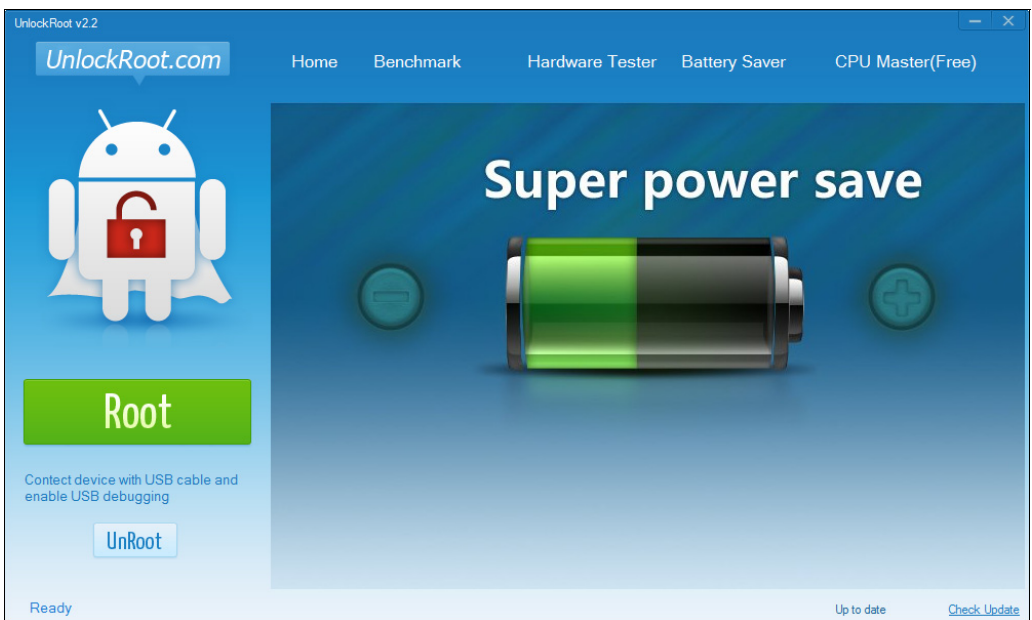 UnlockRoot v2.2
UnlockRoot.com
Home Benchmark Hardware Tester Battery Saver CPU Master(Free)
Super power save
Root
Contect device with USB cable and
enable USB debugging
UnRoot
Ready
Up to date
Check Update